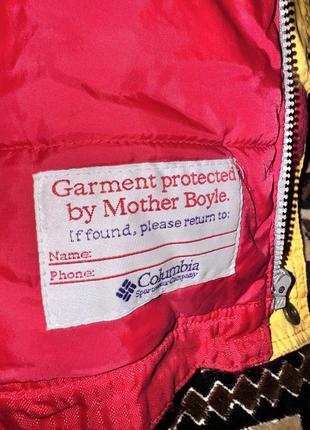 Garment protected
by Mother Boyle.
If found, please return to:
Name:
Phone:
Columbia
Sportswear Company